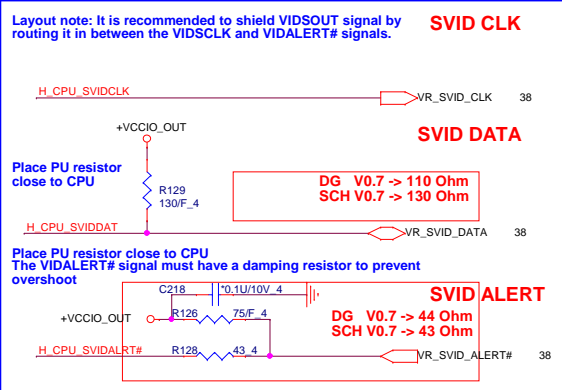 Layout note: It is recommended to shield VIDSOUT signal by
routing it in between the VIDSCLK and VIDALERT# signals.
SVID CLK
H_CPU_SVIDCLK
VR_SVID_CLK 38
+VCCIO_OUT
SVID DATA
Place PU resistor
close to CPU
R129
130/F_4
DG V0.7 -> 110 Ohm
SCH V0.7 -> 130 Ohm
H_CPU_SVIDDAT
VR_SVID_DATA 38
Place PU resistor close to CPU
The VIDALERT# signal must have a damping resistor to prevent
overshoot
C218 *0.1U/10V_4
SVID ALERT
+VCCIO_OUT R126 75/F_4
DG V0.7 -> 44 Ohm
SCH V0.7 -> 43 Ohm
H_CPU_SVIDALRT# R128 43_4
VR_SVID_ALERT# 38